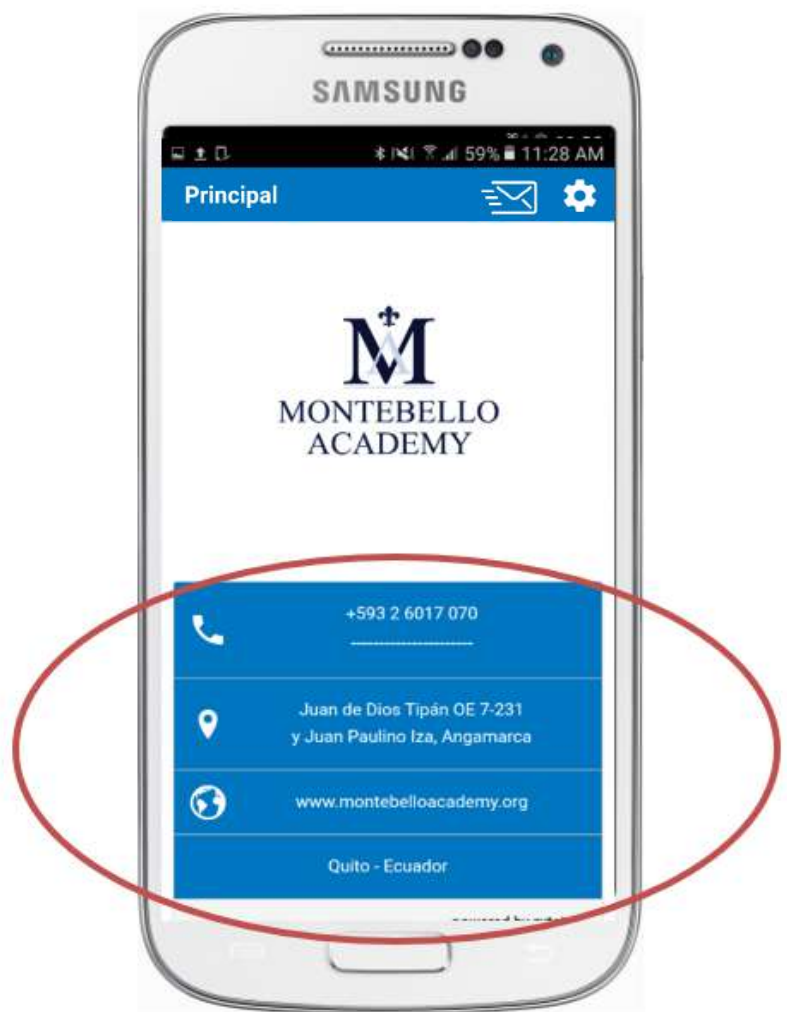 SAMSUNG
59% 11:28 AM
Principal
MONTEBELLO
ACADEMY
+593 2 6017 070
----------------------
Juan de Dios Tipán OE 7-231
y Juan Paulino Iza, Angamarca
www.montebelloacademy.org
Quito - Ecuador